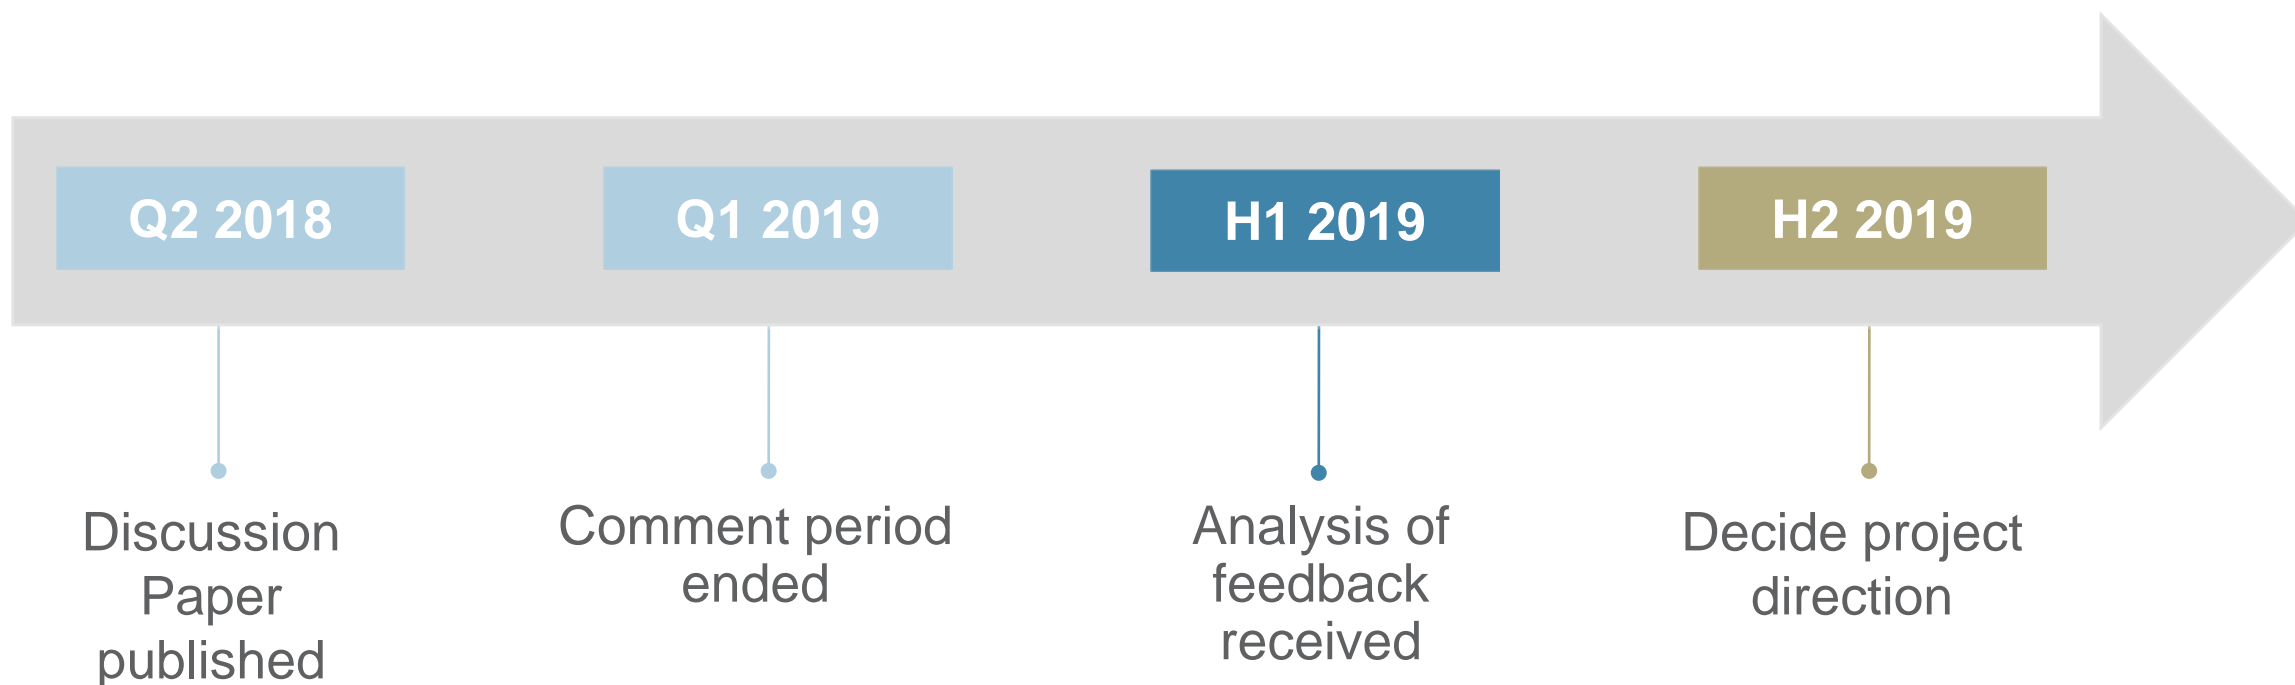 Q2 2018
Q1 2019
H1 2019
H2 2019
Discussion
Paper
published
Comment period
ended
Analysis of
feedback
received
Decide project
direction